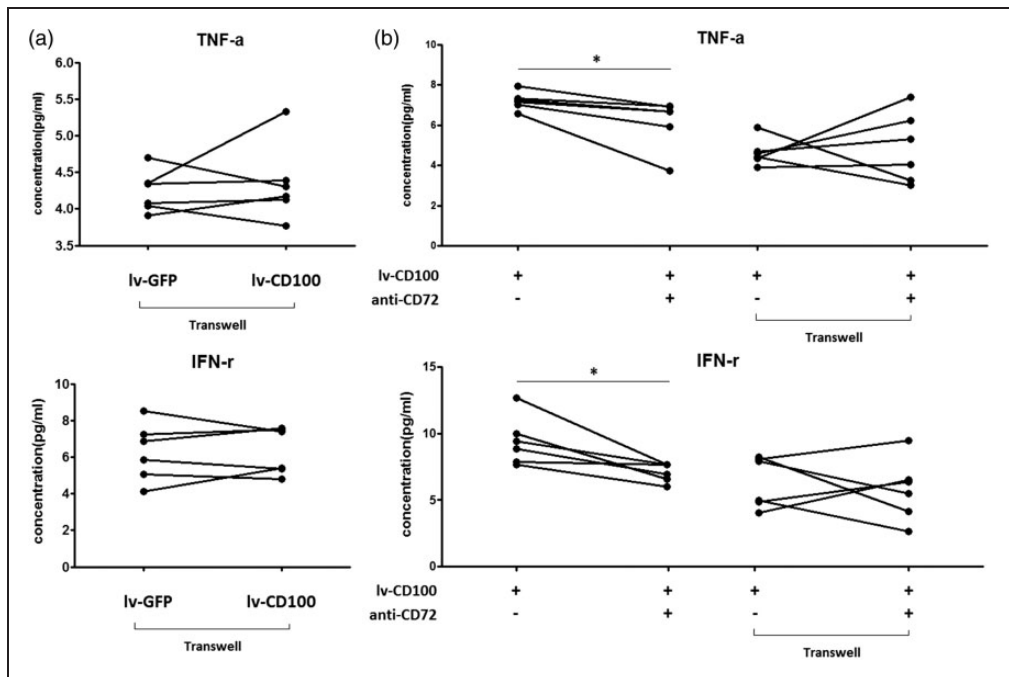 (a)
TNF-a
concentration(pg/ml)
6.0
5.5
5.0
4.5
4.0
3.5
lv-GFP lv-CD100
Transwell
IFN-r
concentration(pg/ml)
10
8
6
4
2
0
lv-GFP lv-CD100
Transwell
(b)
TNF-a
concentration(pg/ml)
10
8
6
4
2
0
*
lv-CD100 + + + +
anti-CD72 - + - +
Transwell
IFN-r
concentration(pg/ml)
15
10
5
0
*
lv-CD100 + + + +
anti-CD72 - + - +
Transwell